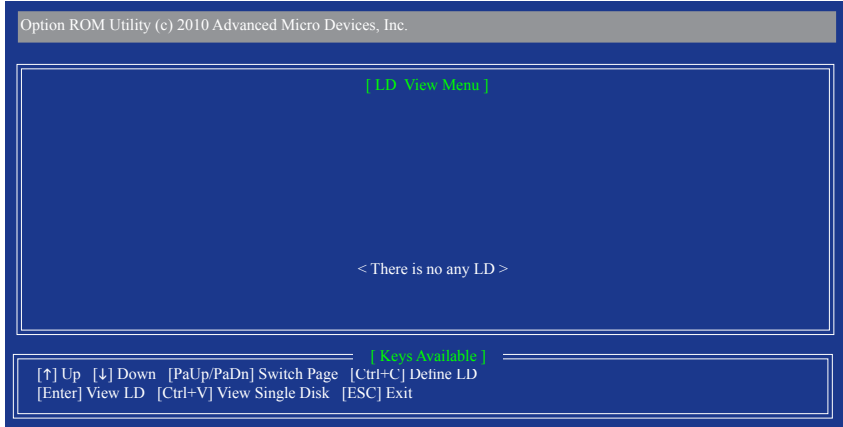 Option ROM Utility (c) 2010 Advanced Micro Devices, Inc.
[ LD View Menu ]
< There is no any LD >
[ Keys Available ]
[↑] Up [↓] Down [PaUp/PaDn] Switch Page [Ctrl+C] Define LD
[Enter] View LD [Ctrl+V] View Single Disk [ESC] Exit